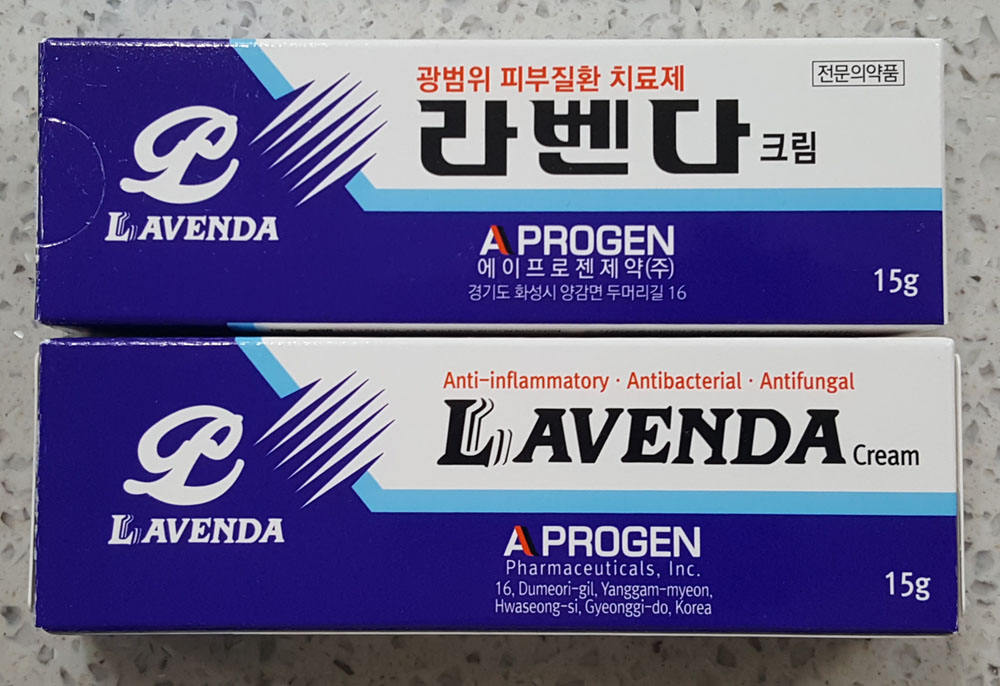 광범위 피부질환 치료제
전문의약품
라벤다 크림
LAVENDA
APROGEN
에이프로젠제약(주)
경기도 화성시 양감면 두머리길 16
15g
Anti-inflammatory · Antibacterial · Antifungal
LAVENDA Cream
LAVENDA
APROGEN
Pharmaceuticals, Inc.
16, Dumeori-gil, Yanggam-myeon,
Hwaseong-si, Gyeonggi-do, Korea
15g